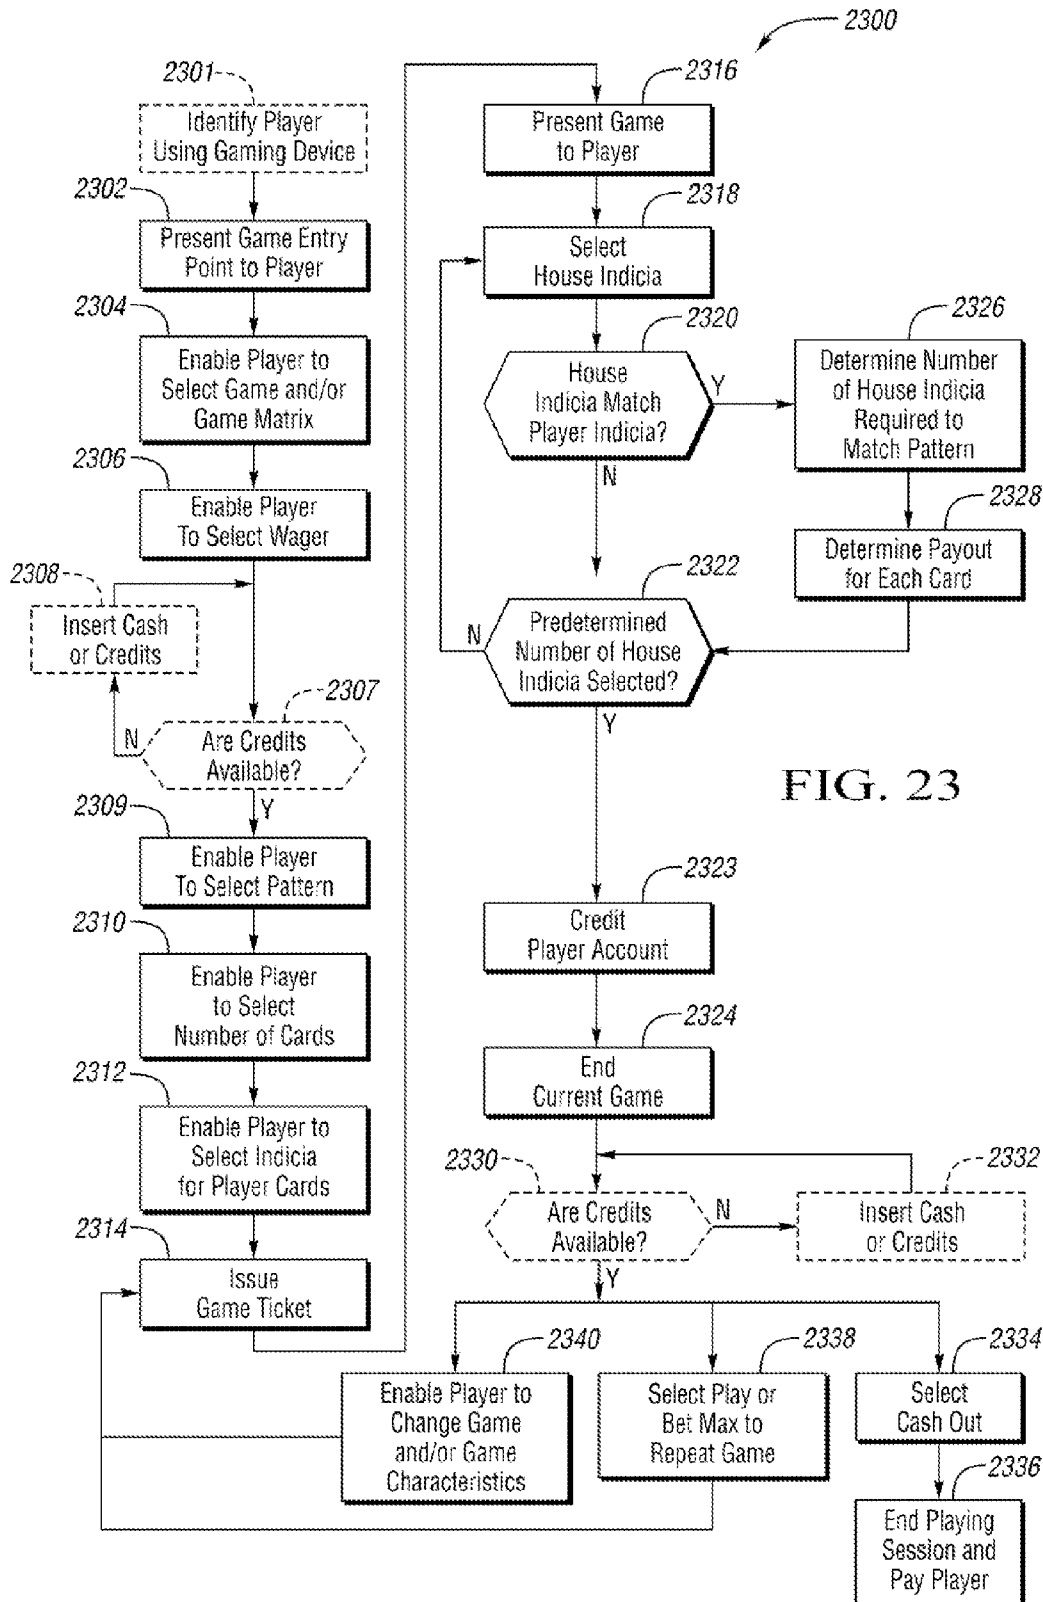 2300
2301
Identify Player
Using Gaming Device
2302
Present Game Entry
Point to Player
2304
Enable Player to
Select Game and/or
Game Matrix
2306
Enable Player
To Select Wager
2308
Insert Cash
or Credits
2307
N
Are Credits
Available?
Y
2309
Enable Player
To Select Pattern
2310
Enable Player
to Select
Number of Cards
2312
Enable Player to
Select Indicia
for Player Cards
2314
Issue
Game Ticket
2316
Present Game
to Player
2318
Select
House Indicia
2320
House
Indicia Match
Player Indicia?
Y
N
2326
Determine Number
of House Indicia
Required to
Match Pattern
2328
Determine Payout
for Each Card
2322
N
Predetermined
Number of House
Indicia Selected?
Y
FIG. 23
2323
Credit
Player Account
2324
End
Current Game
2330
Are Credits
Available?
N
Y
2332
Insert Cash
or Credits
2340
Enable Player to
Change Game
and/or Game
Characteristics
2338
Select Play or
Bet Max to
Repeat Game
2334
Select
Cash Out
2336
End Playing
Session and
Pay Player